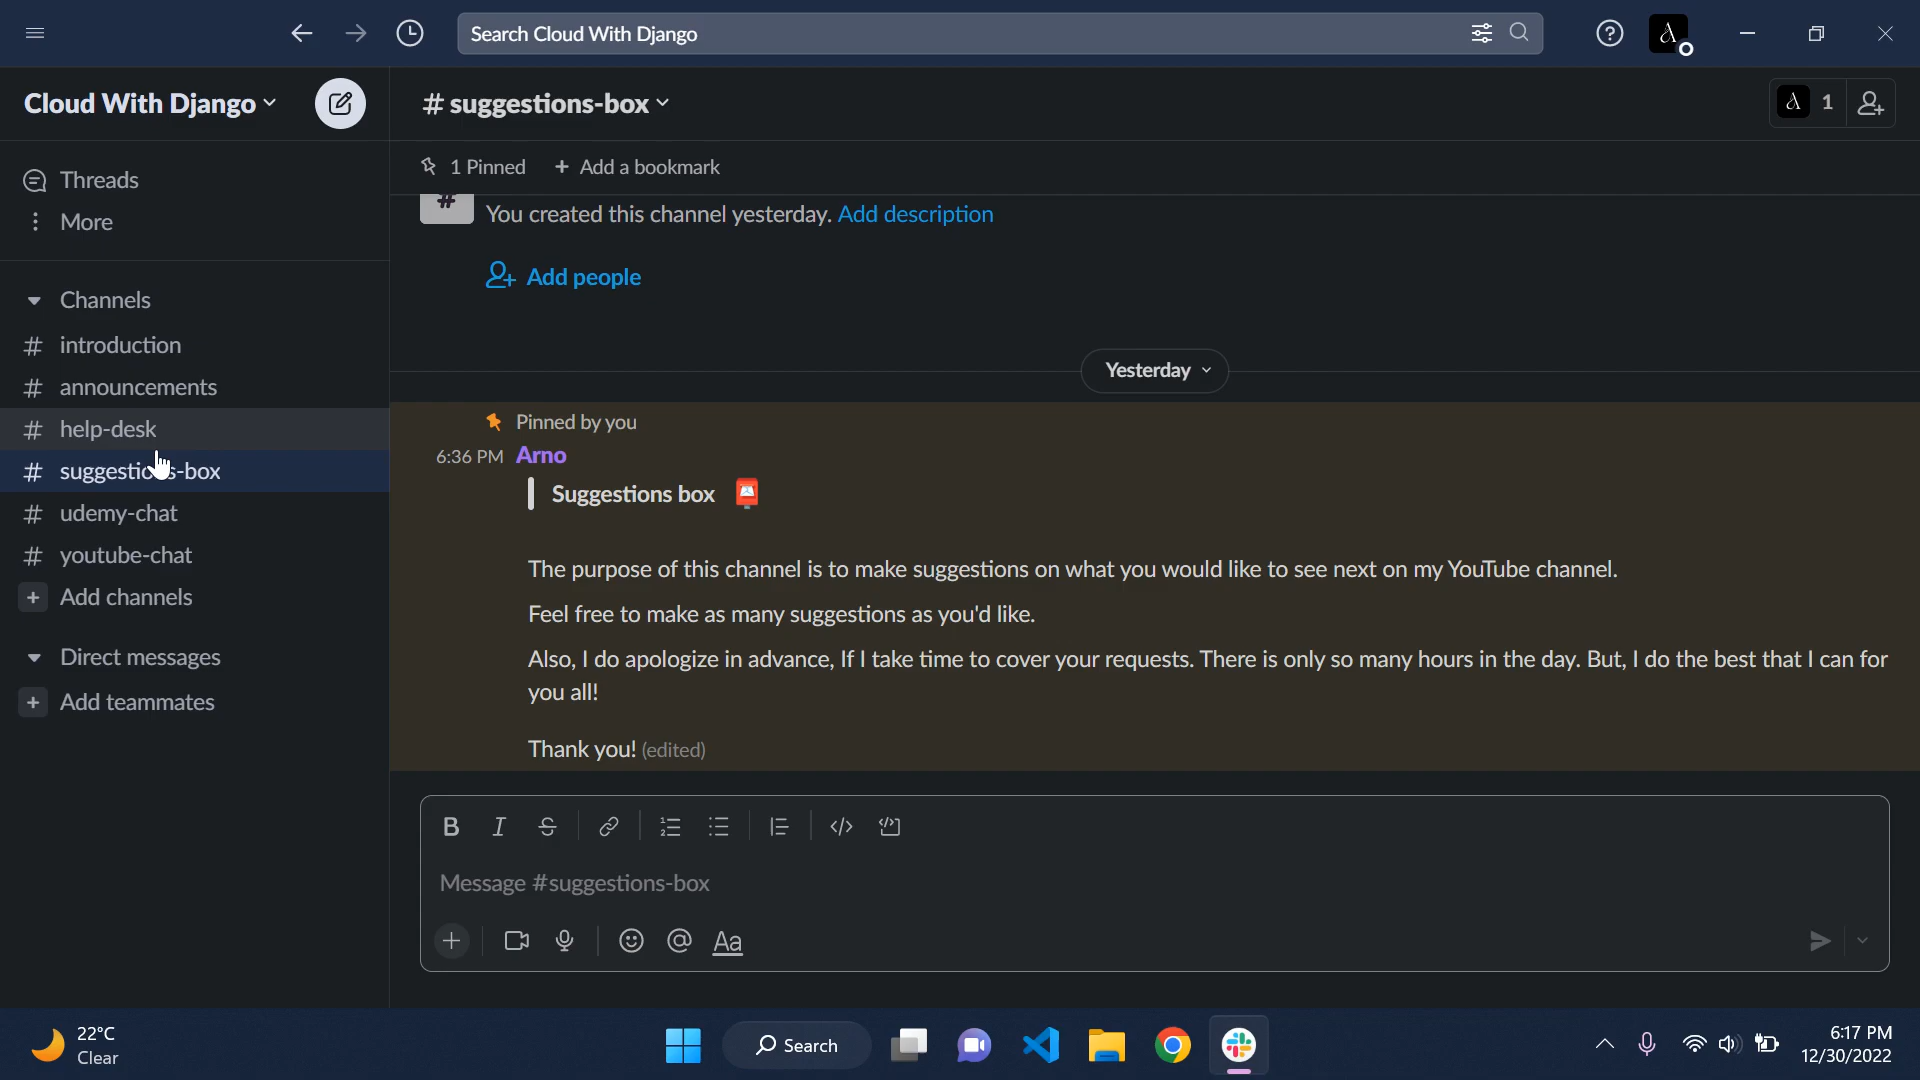 Search Cloud With Django
Cloud With Django
# suggestions-box
1
1 Pinned
+ Add a bookmark
Threads
More
# You created this channel yesterday. Add description
Add people
Channels
# introduction
# announcements
# help-desk
# suggestions-box
# udemy-chat
# youtube-chat
+ Add channels
Direct messages
+ Add teammates
Yesterday
Pinned by you
6:36 PM Arno
Suggestions box
The purpose of this channel is to make suggestions on what you would like to see next on my YouTube channel.
Feel free to make as many suggestions as you'd like.
Also, I do apologize in advance, If I take time to cover your requests. There is only so many hours in the day. But, I do the best that I can for
you all!
Thank you! (edited)
B I S
Message #suggestions-box
+ @ Aa
22°C
Clear
Search
6:17 PM
12/30/2022